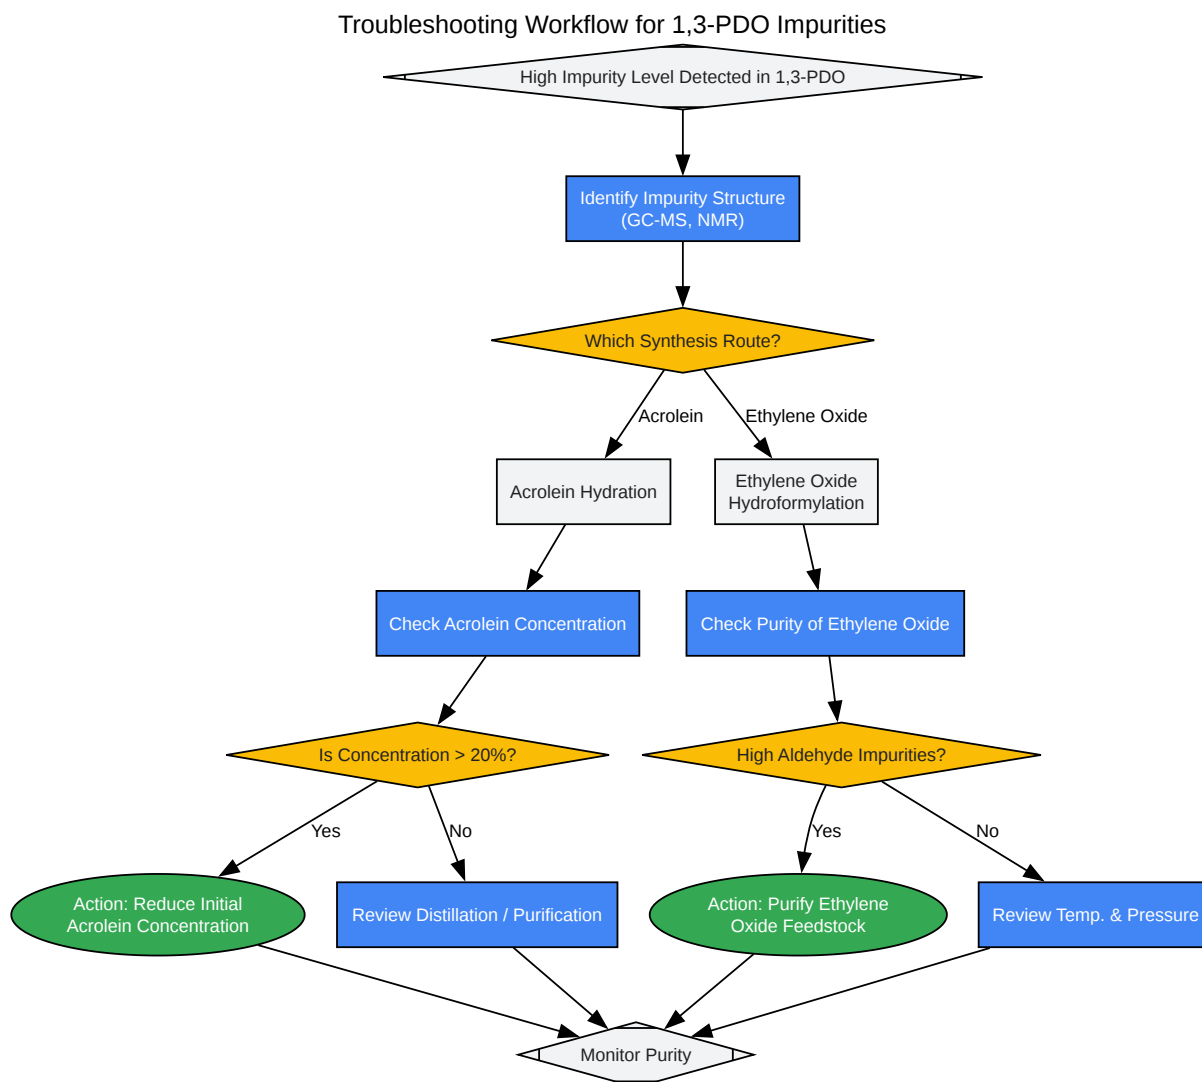 Troubleshooting Workflow for 1,3-PDO Impurities
High Impurity Level Detected in 1,3-PDO
Identify Impurity Structure
(GC-MS, NMR)
Which Synthesis Route?
Acrolein
Ethylene Oxide
Acrolein Hydration
Ethylene Oxide
Hydroformylation
Check Acrolein Concentration
Check Purity of Ethylene Oxide
Is Concentration > 20%?
High Aldehyde Impurities?
Yes
No
Yes
No
Action: Reduce Initial
Acrolein Concentration
Review Distillation / Purification
Action: Purify Ethylene
Oxide Feedstock
Review Temp. & Pressure
Monitor Purity